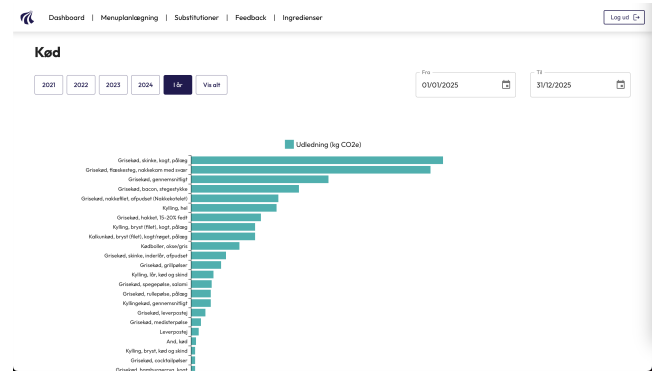 Dashboard | Menuplanlægning | Substitutioner | Feedback | Ingredienser
Log ud
Kød
2021 2022 2023 2024 I år Vis alt
Fra
01/01/2025
Til
31/12/2025
Udledning (kg CO2e)
Grisekød, skinke, kogt, pålæg
Grisekød, flæskesteg, nakkekam med svær
Grisekød, gennemsnitligt
Grisekød, bacon, stegestykke
Grisekød, nakkefilet, afpudset (Nakkekotelet)
Kylling, hel
Grisekød, hakket, 15-20% fedt
Kylling, bryst (filet), kogt, pålæg
Kalkunkød, bryst (filet), kogt/røget, pålæg
Kødboller, okse/gris
Grisekød, skinke, inderlår, afpudset
Grisekød, grillpølser
Kylling, lår, kød og skind
Grisekød, spegepølse, salami
Grisekød, rullepølse, pålæg
Kyllingekød, gennemsnitligt
Grisekød, leverpostej
Grisekød, medisterpølse
Leverpostej
And, kød
Kylling, bryst, kød og skind
Grisekød, cocktailpølser
Grisekød, hamburgerryg, kogt